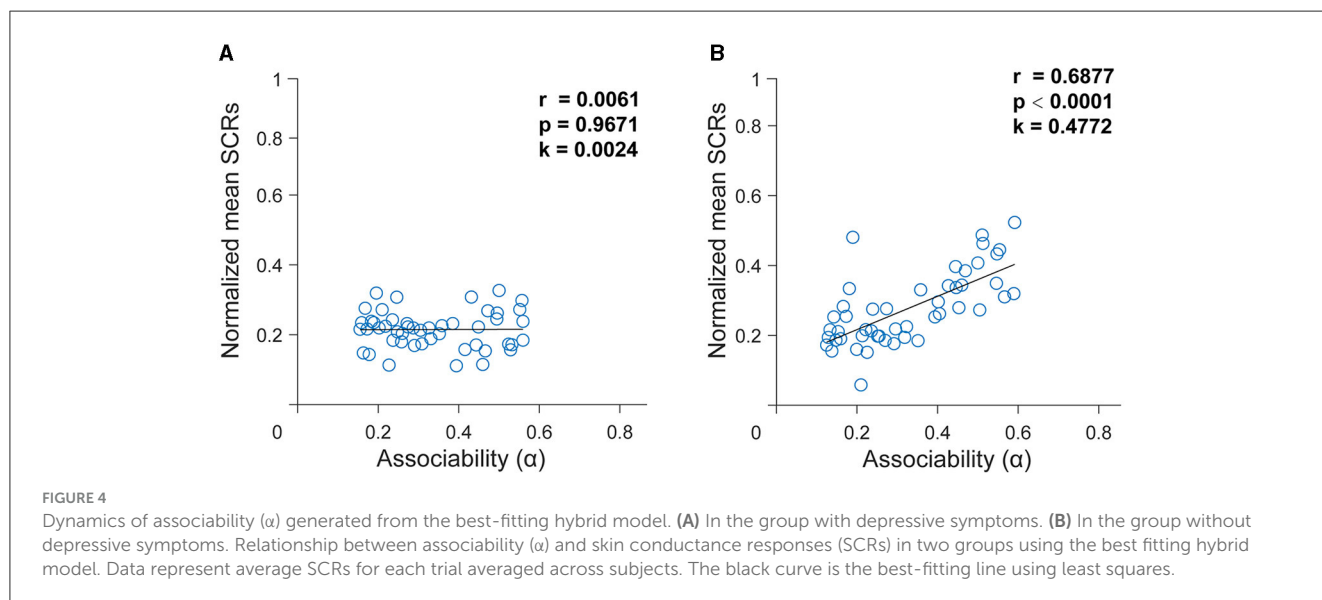 A
Normalized mean SCRs
1
0.8
0.6
0.4
0.2
0
0.2
0.4
0.6
0.8
Associability (α)
r = 0.0061
p = 0.9671
k = 0.0024
B
Normalized mean SCRs
1
0.8
0.6
0.4
0.2
0
0.2
0.4
0.6
0.8
Associability (α)
r = 0.6877
p < 0.0001
k = 0.4772
FIGURE 4
Dynamics of associability (α) generated from the best-fitting hybrid model. (A) In the group with depressive symptoms. (B) In the group without
depressive symptoms. Relationship between associability (α) and skin conductance responses (SCRs) in two groups using the best fitting hybrid
model. Data represent average SCRs for each trial averaged across subjects. The black curve is the best-fitting line using least squares.